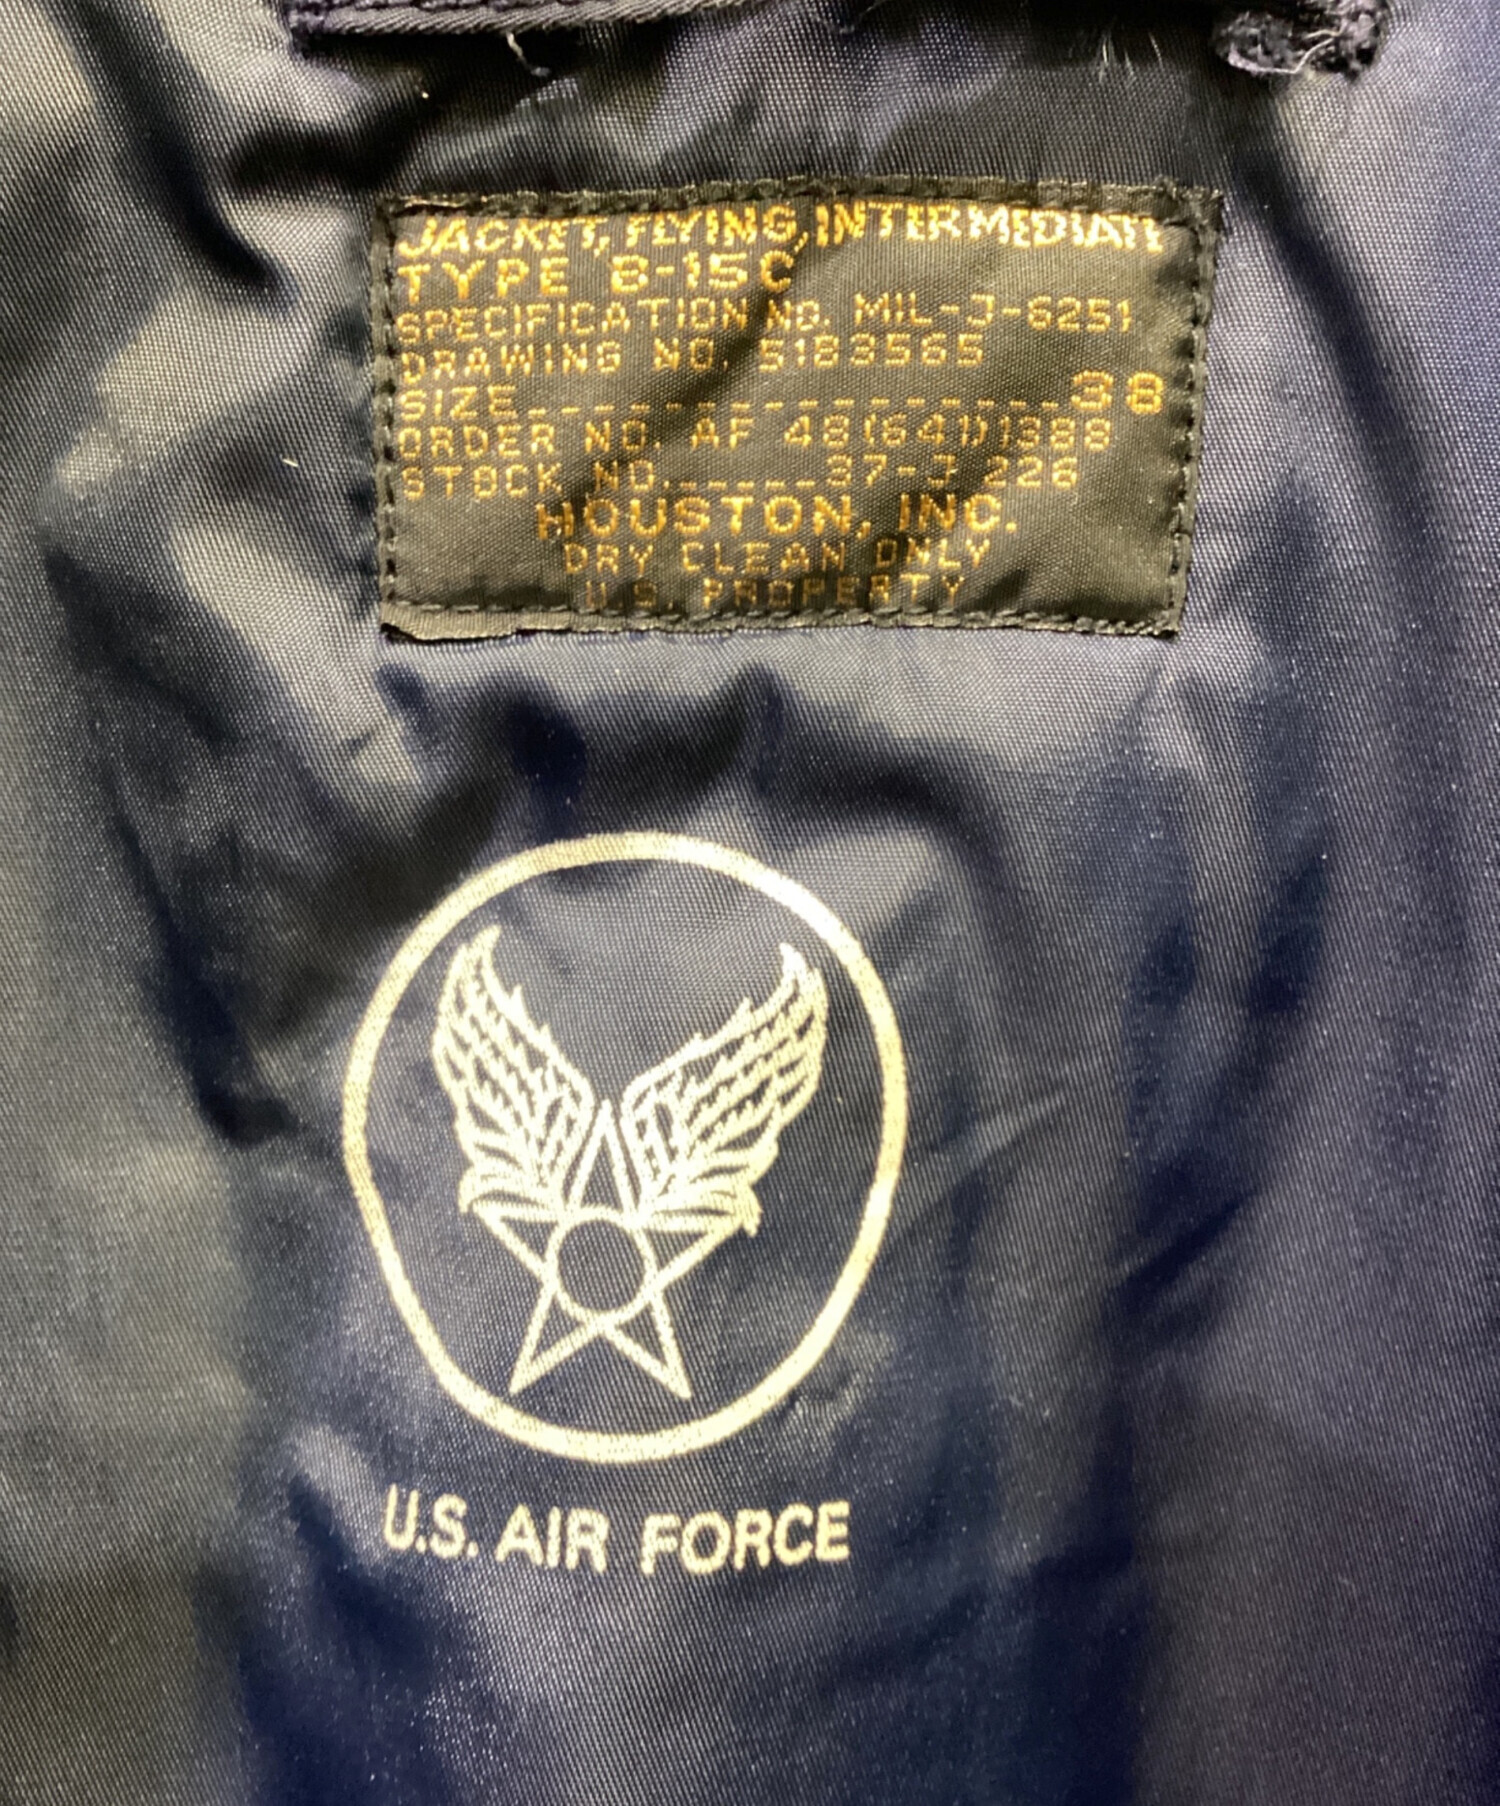 JACKET, FLYING, INTERMEDIATE
TYPE B-15C
SPECIFICATION NO. MIL-J-6251
DRAWING NO. 5183565
SIZE 38
ORDER NO. AF 48(641)1388
STOCK NO. 37-J 226
HOUSTON, INC.
DRY CLEAN ONLY
U.S. PROPERTY
U.S. AIR FORCE